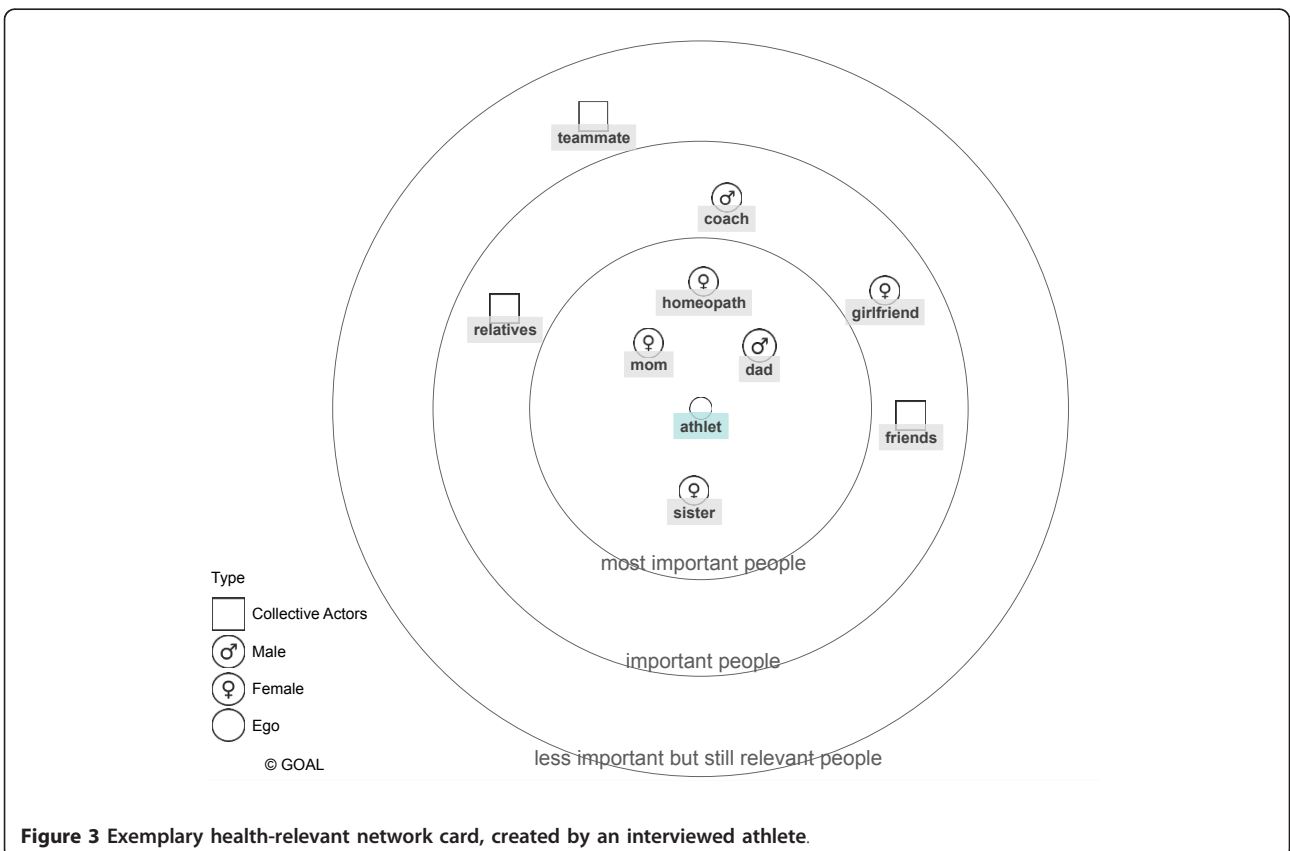 teammate
coach
homeopath
girlfriend
relatives
mom
dad
athlet
friends
sister
most important people
Type
Collective Actors
Male
important people
Female
Ego
less important but still relevant people
© GOAL
Figure 3 Exemplary health-relevant network card, created by an interviewed athlete.